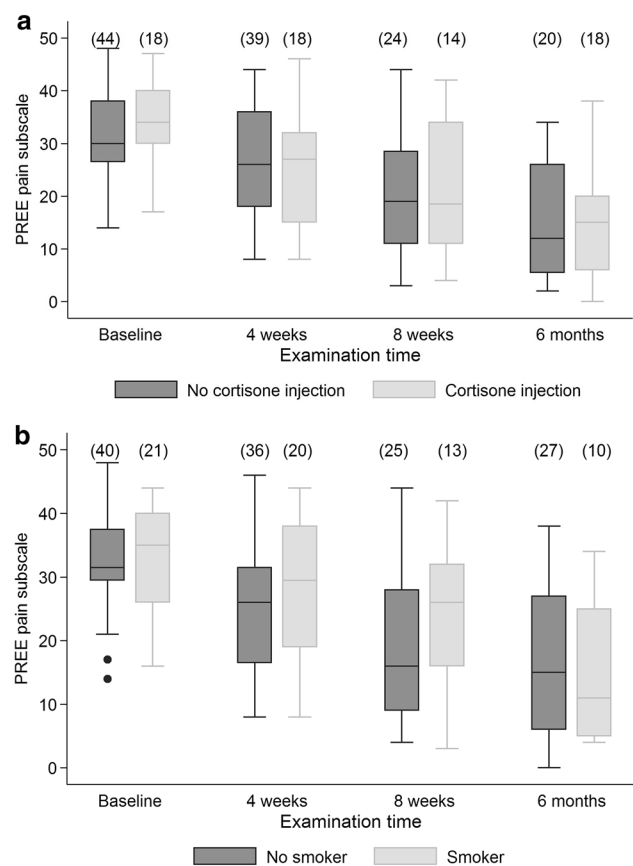 a
(44) (18) (39) (18) (24) (14) (20) (18)
50
40
30
20
10
0
PREE pain subscale
Baseline 4 weeks 8 weeks 6 months
Examination time
No cortisone injection Cortisone injection
b
(40) (21) (36) (20) (25) (13) (27) (10)
50
40
30
20
10
0
PREE pain subscale
Baseline 4 weeks 8 weeks 6 months
Examination time
No smoker Smoker